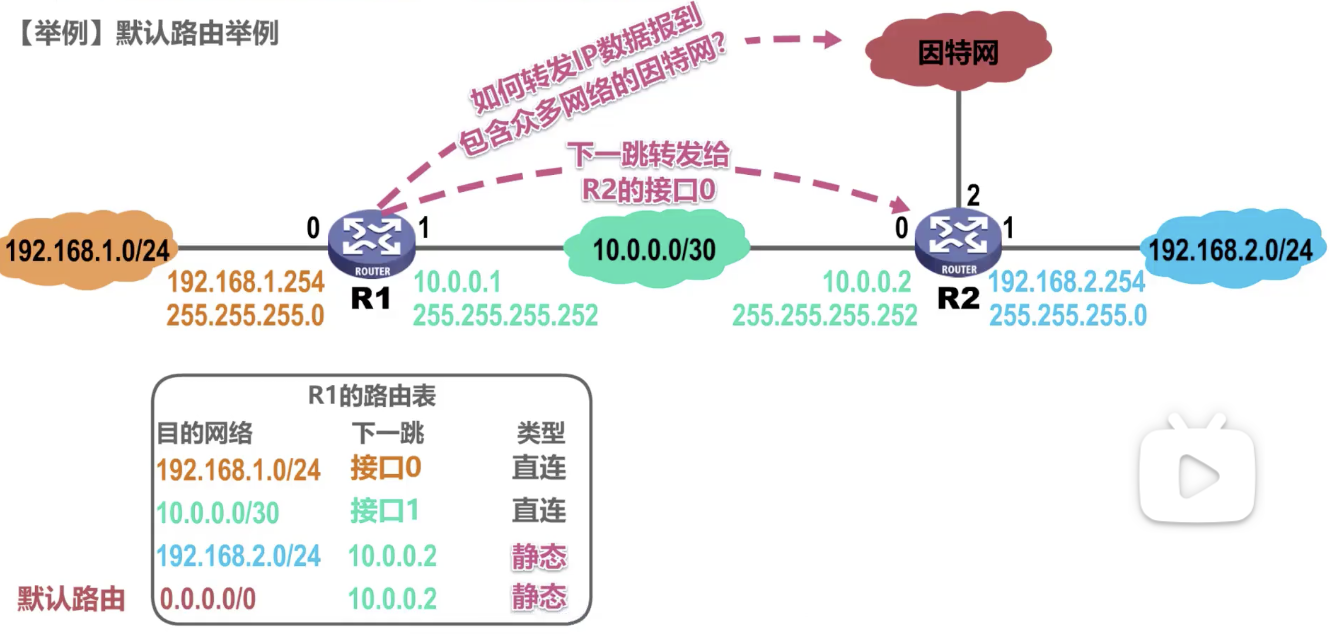 【举例】默认路由举例
如何转发IP数据报到
包含众多网络的因特网?
因特网
下一跳转发给
R2的接口0
2
0
1
0
1
192.168.1.0/24
10.0.0.0/30
192.168.2.0/24
ROUTER
ROUTER
192.168.1.254
255.255.255.0
R1
10.0.0.1
255.255.255.252
10.0.0.2
255.255.255.252
R2
192.168.2.254
255.255.255.0
R1的路由表
目的网络 下一跳 类型
192.168.1.0/24 接口0 直连
10.0.0.0/30 接口1 直连
192.168.2.0/24 10.0.0.2 静态
默认路由 0.0.0.0/0 10.0.0.2 静态